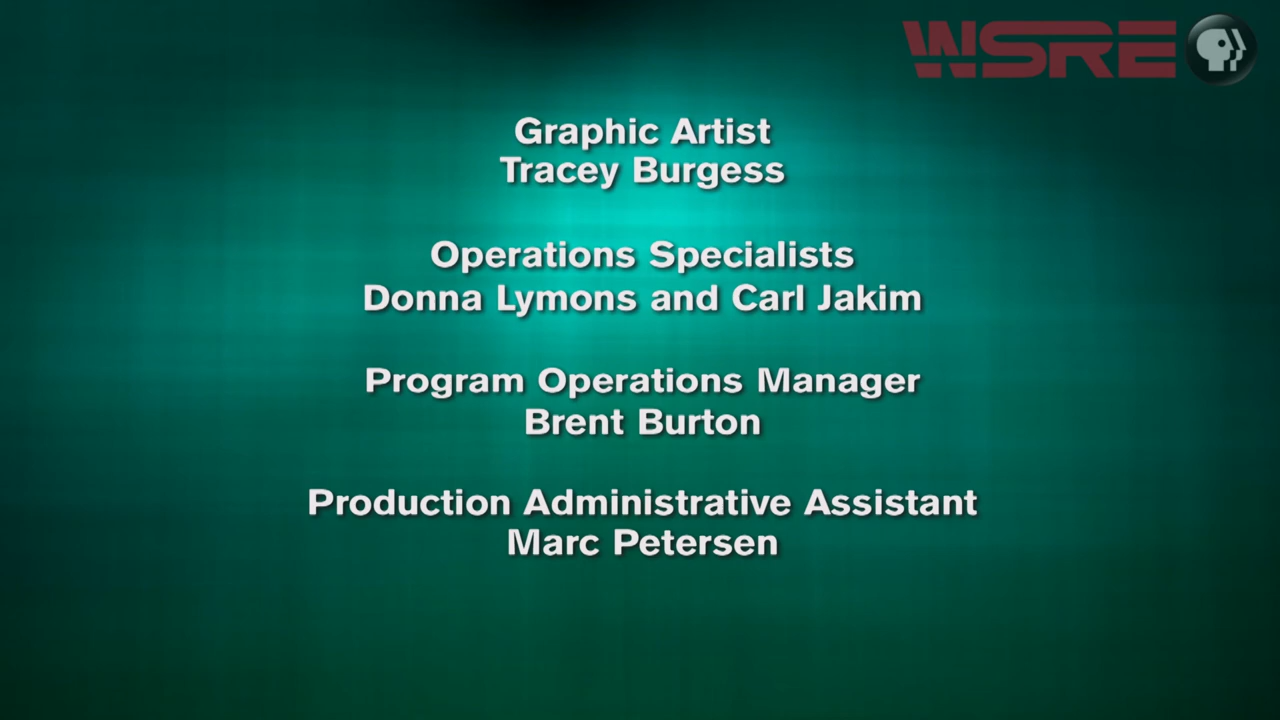 WSRE
Graphic Artist
Tracey Burgess
Operations Specialists
Donna Lymons and Carl Jakim
Program Operations Manager
Brent Burton
Production Administrative Assistant
Marc Petersen